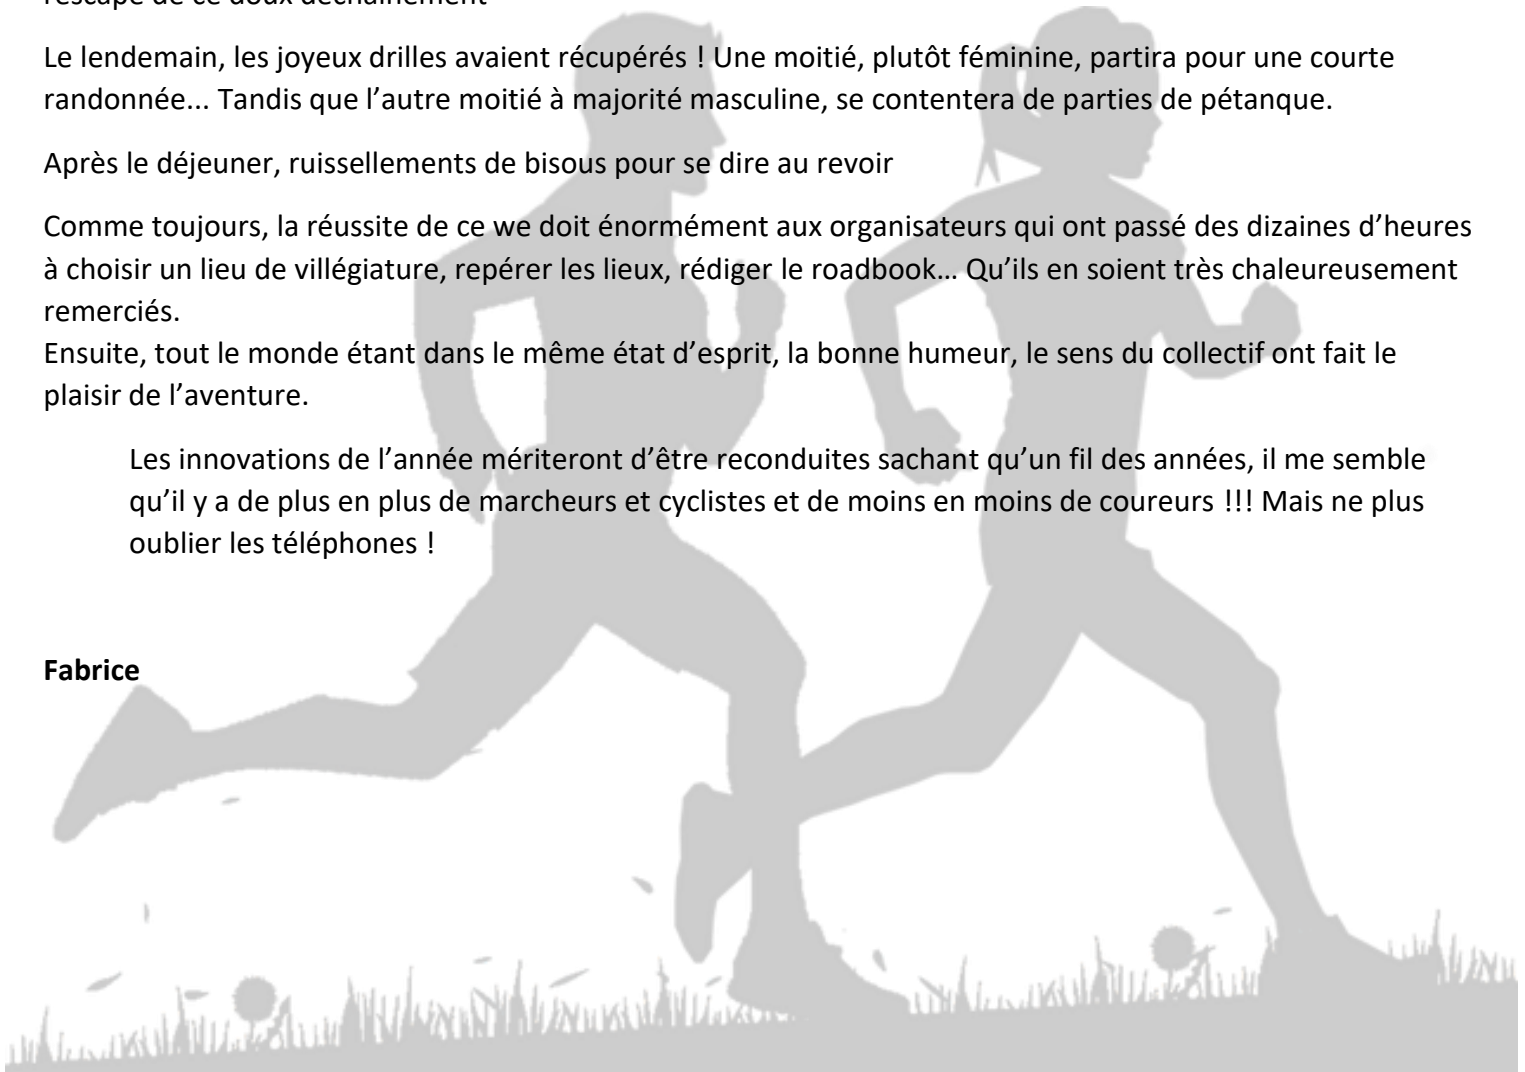 l'escape de ce doux déchainement
Le lendemain, les joyeux drilles avaient récupérés ! Une moitié, plutôt féminine, partira pour une courte
randonnée... Tandis que l'autre moitié à majorité masculine, se contentera de parties de pétanque.
Après le déjeuner, ruissellements de bisous pour se dire au revoir
Comme toujours, la réussite de ce we doit énormément aux organisateurs qui ont passé des dizaines d'heures
à choisir un lieu de villégiature, repérer les lieux, rédiger le roadbook… Qu'ils en soient très chaleureusement
remerciés.
Ensuite, tout le monde étant dans le même état d'esprit, la bonne humeur, le sens du collectif ont fait le
plaisir de l'aventure.
Les innovations de l'année mériteront d'être reconduites sachant qu'un fil des années, il me semble
qu'il y a de plus en plus de marcheurs et cyclistes et de moins en moins de coureurs !!! Mais ne plus
oublier les téléphones !
Fabrice